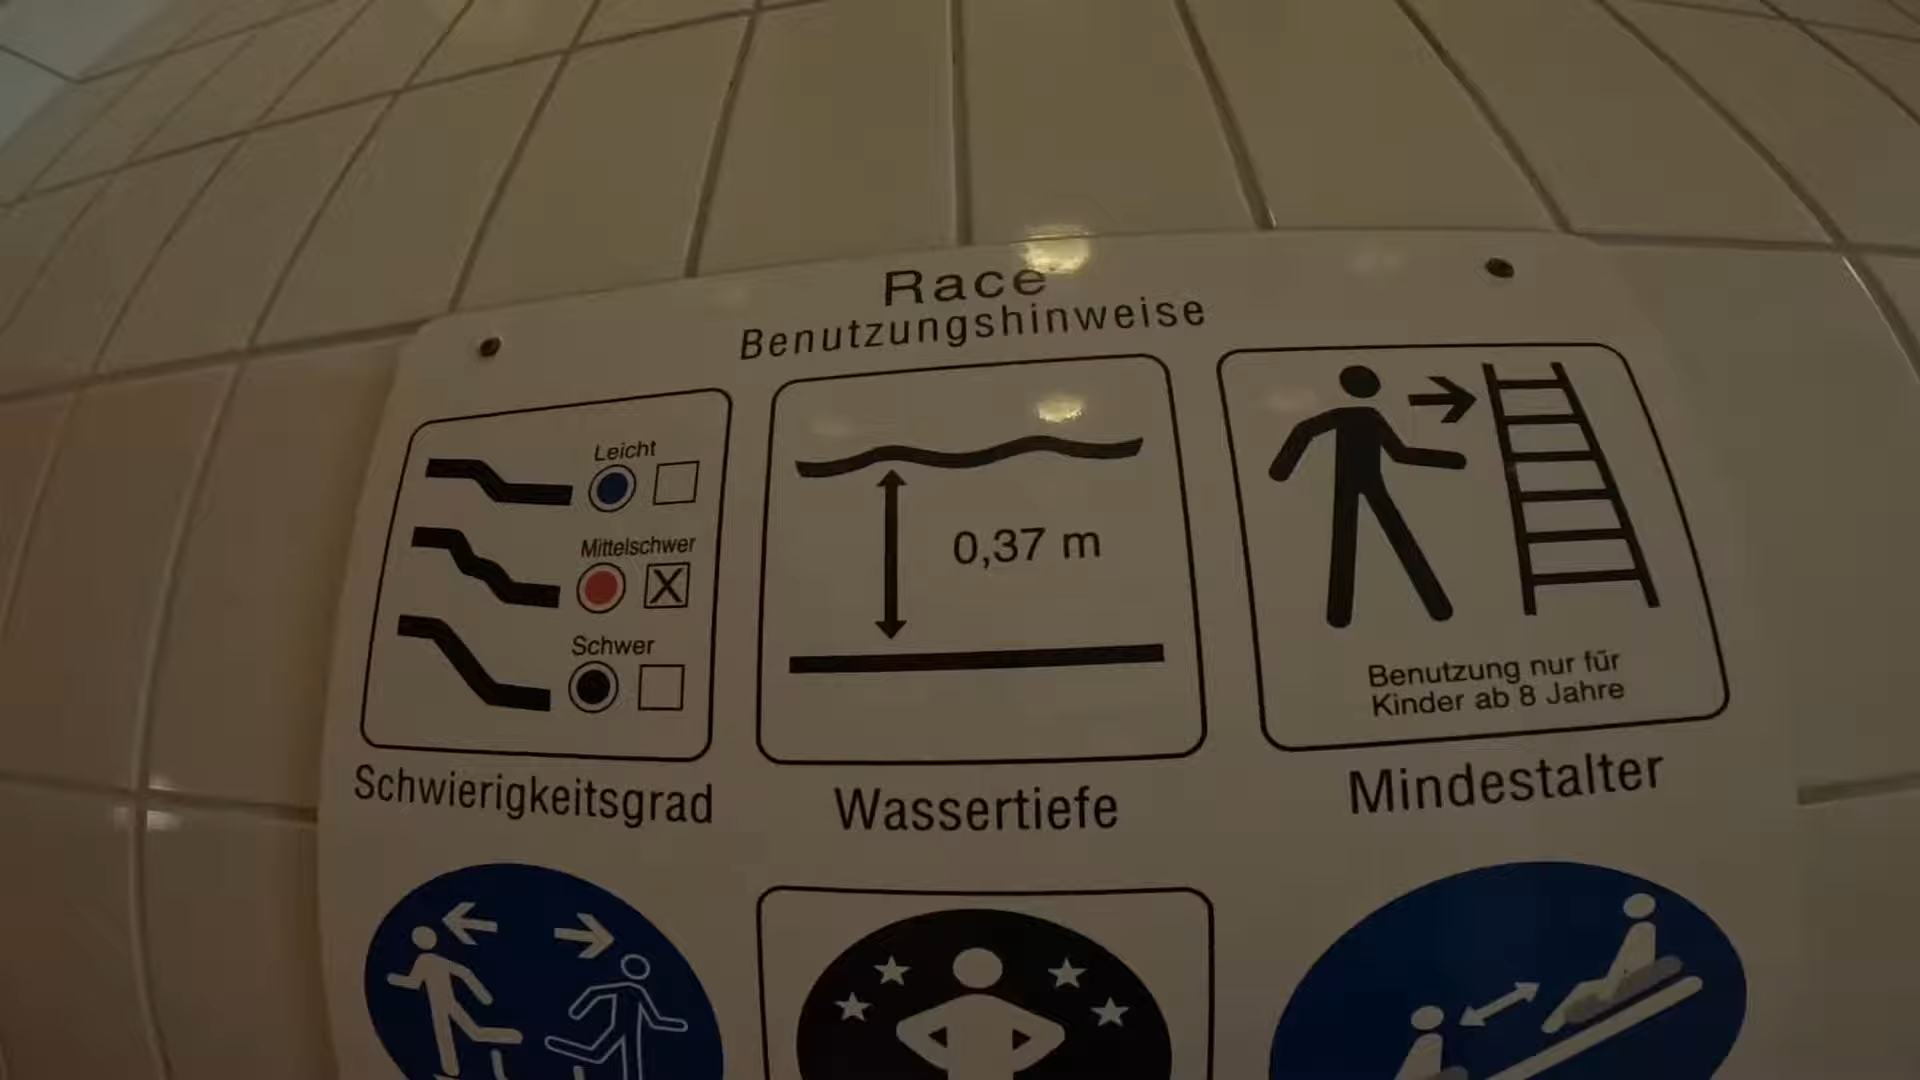 Race
Benutzungshinweise
Leicht
Mittelschwer
X
Schwer
Schwierigkeitsgrad
0,37 m
Wassertiefe
Benutzung nur für
Kinder ab 8 Jahre
Mindestalter